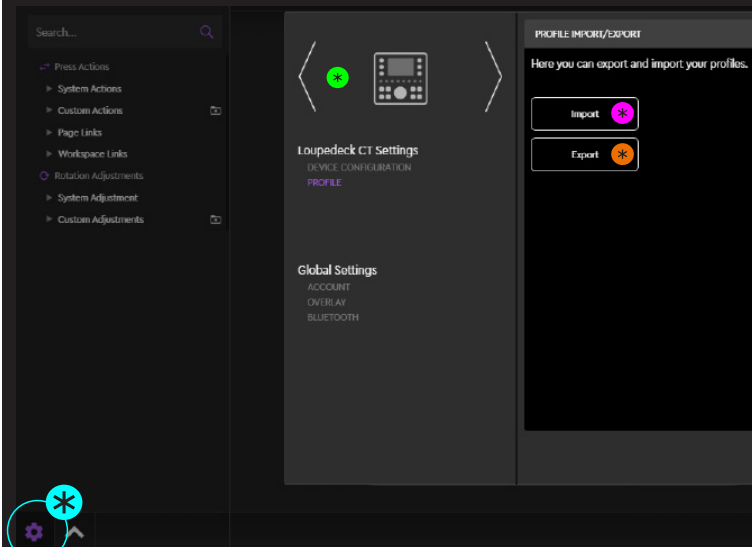 Search...
Press Actions
System Actions
Custom Actions
Page Links
Workspace Links
Rotation Adjustments
System Adjustment
Custom Adjustments
Loupedeck CT Settings
DEVICE CONFIGURATION
PROFILE
Global Settings
ACCOUNT
OVERLAY
BLUETOOTH
PROFILE IMPORT/EXPORT
Here you can export and import your profiles.
Import
Export